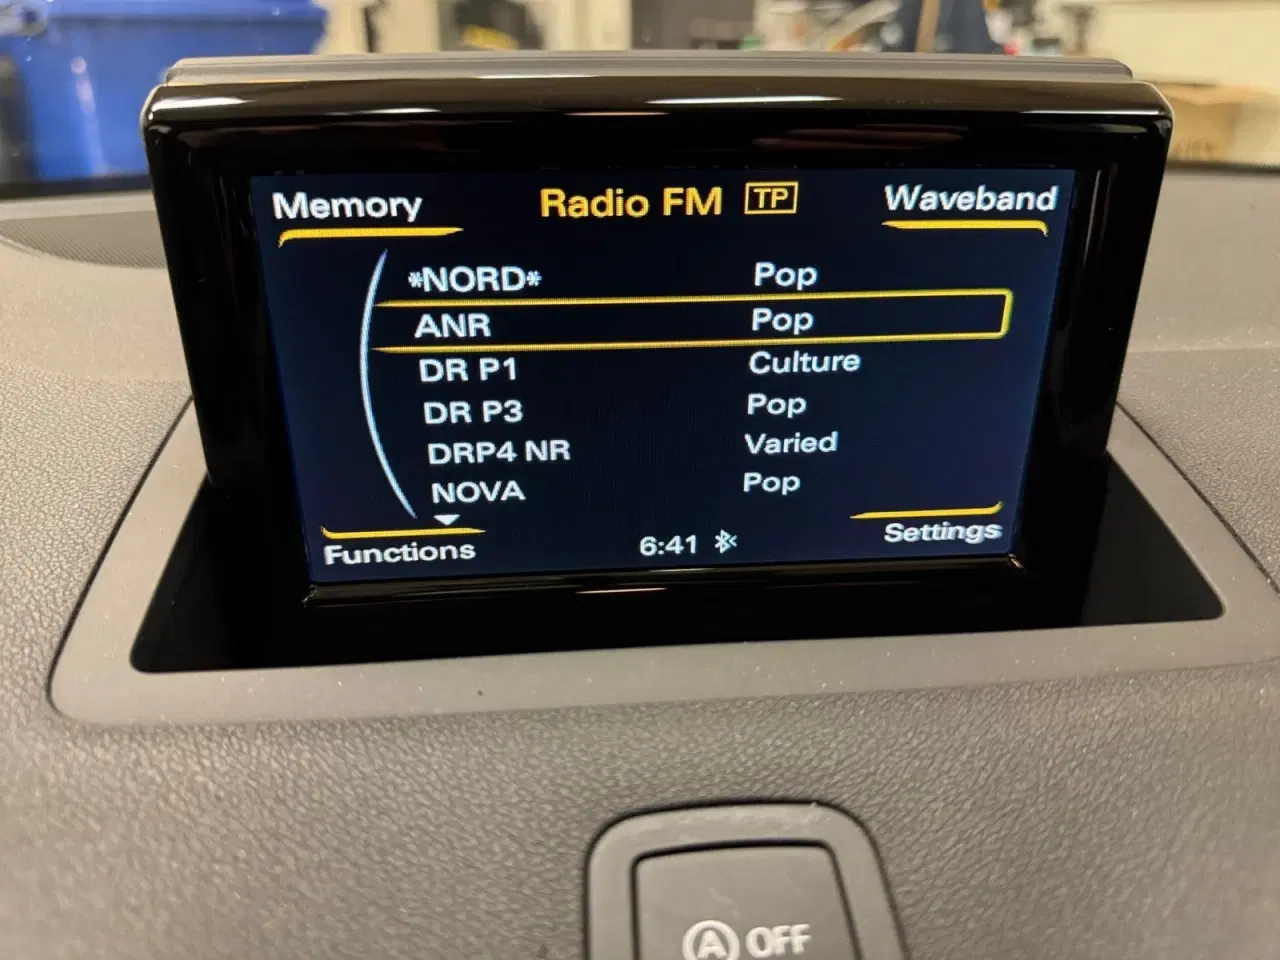 Memory Radio FM TP Waveband
*NORD* Pop
ANR Pop
DR P1 Culture
DR P3 Pop
DRP4 NR Varied
NOVA Pop
Functions 6:41 Settings
A OFF